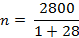 n = 2800 / (1 + 28)